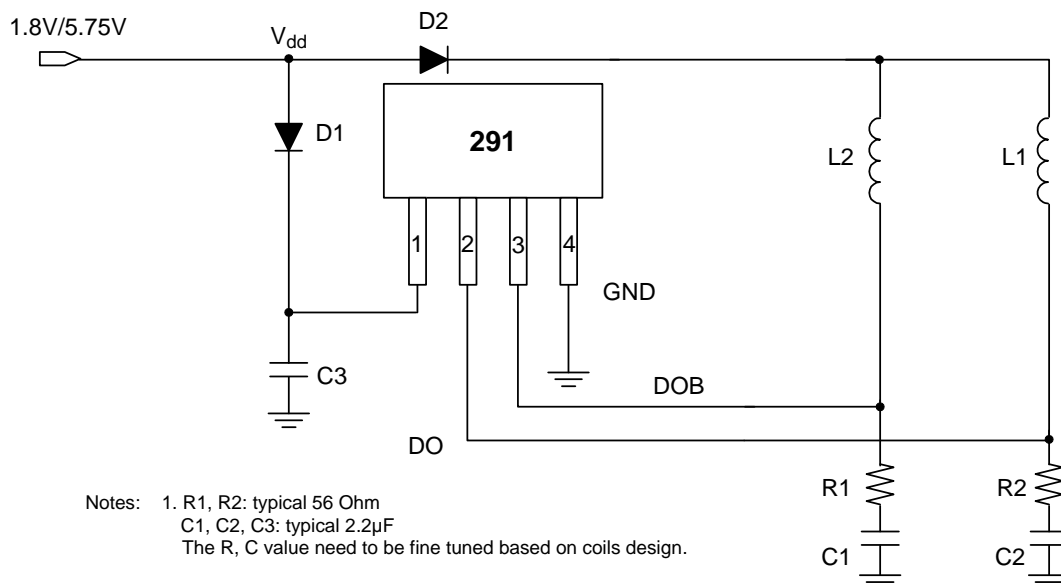 1.8V/5.75V
Vdd
D2
D1
291
L2
L1
1 2 3 4
GND
C3
DOB
DO
R1
R2
C1
C2
Notes: 1. R1, R2: typical 56 Ohm
C1, C2, C3: typical 2.2μF
The R, C value need to be fine tuned based on coils design.